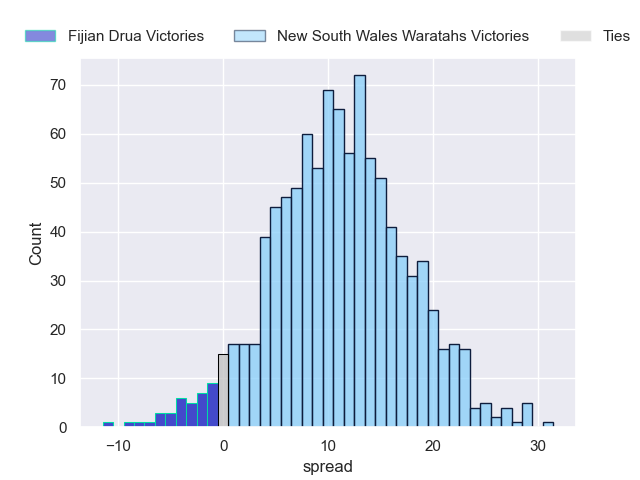 Fijian Drua Victories New South Wales Waratahs Victories Ties
70
60
50
40
30
20
10
0
Count
−10 0 10 20 30
spread